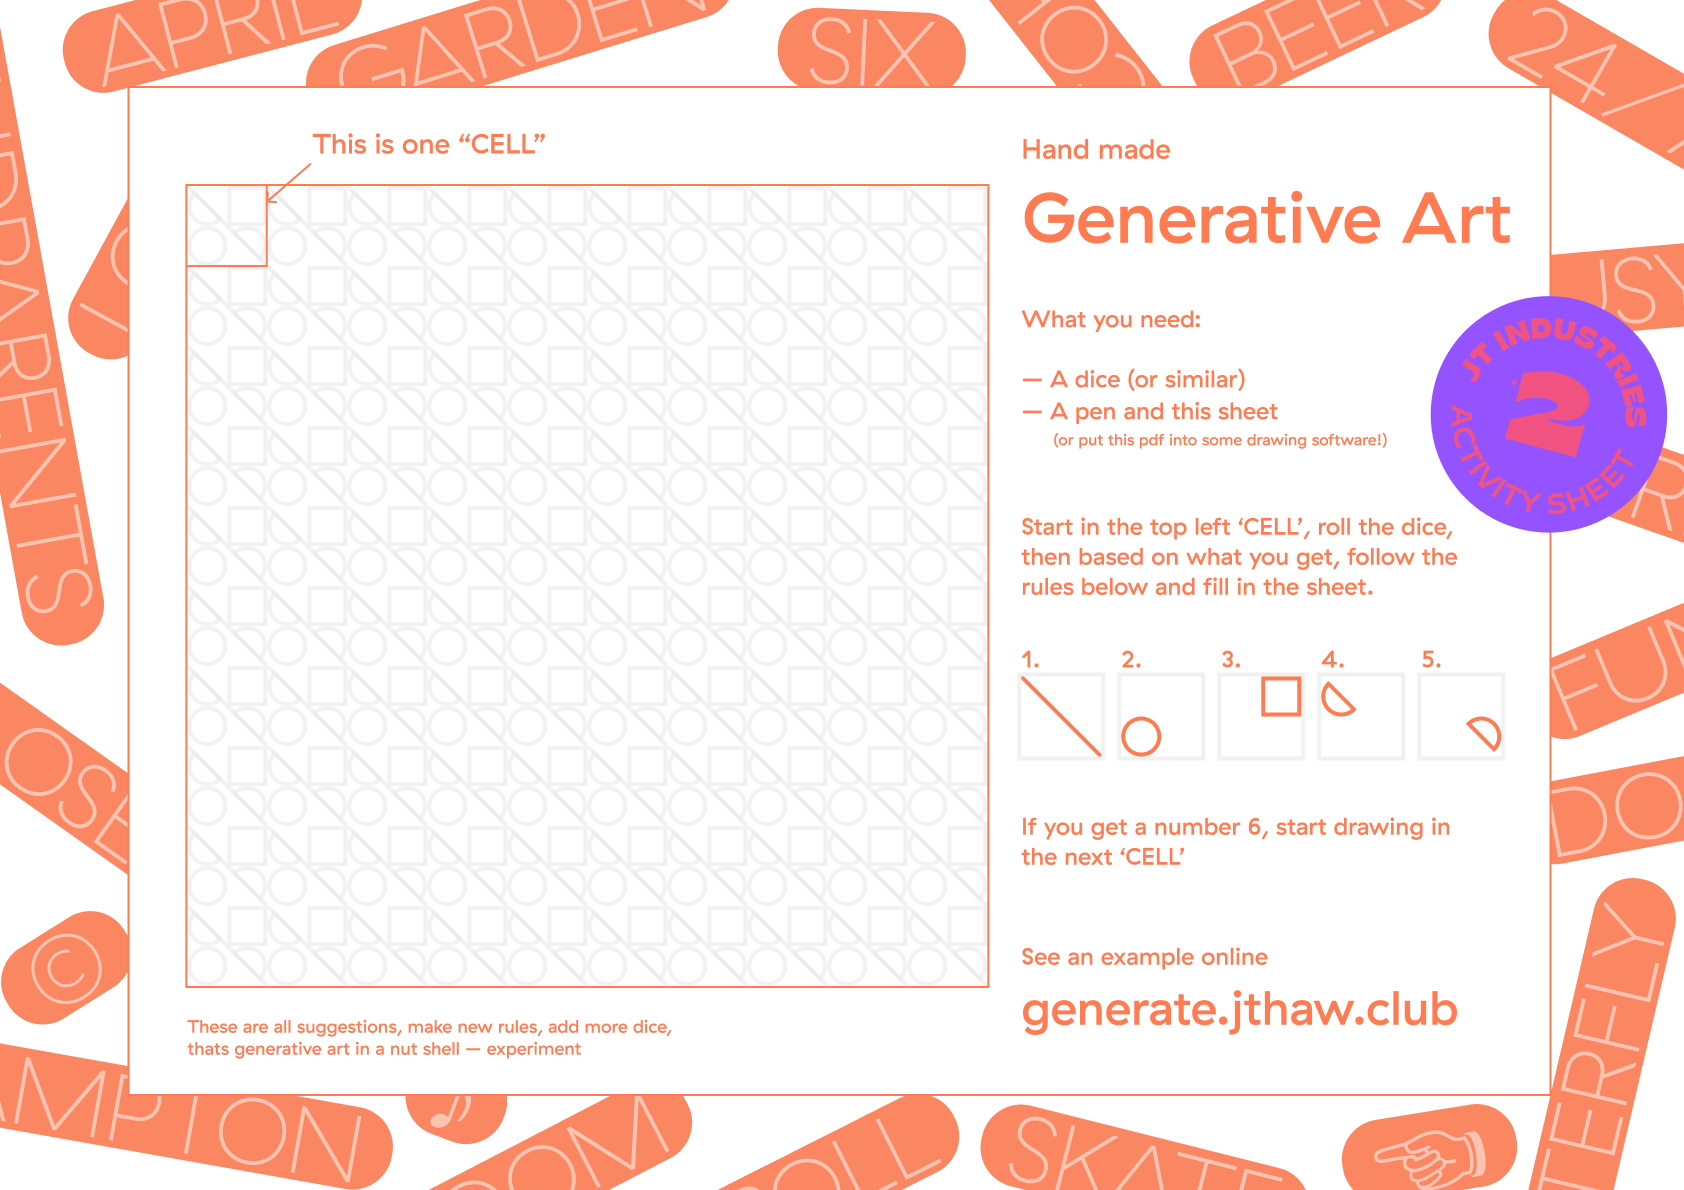 APRIL
GARDEN
SIX
10
BEER
24/
This is one “CELL”
Hand made
Generative Art
What you need:
— A dice (or similar)
— A pen and this sheet
(or put this pdf into some drawing software!)
JT INDUSTRIES
2
ACTIVITY SHEET
Start in the top left ‘CELL’, roll the dice,
then based on what you get, follow the
rules below and fill in the sheet.
1. 2. 3. 4. 5.
If you get a number 6, start drawing in
the next ‘CELL’
See an example online
generate.jthaw.club
These are all suggestions, make new rules, add more dice,
thats generative art in a nut shell — experiment
OSE
©
FUN
DO
TERFLY
MPTON
OOM
OLL
SKATE